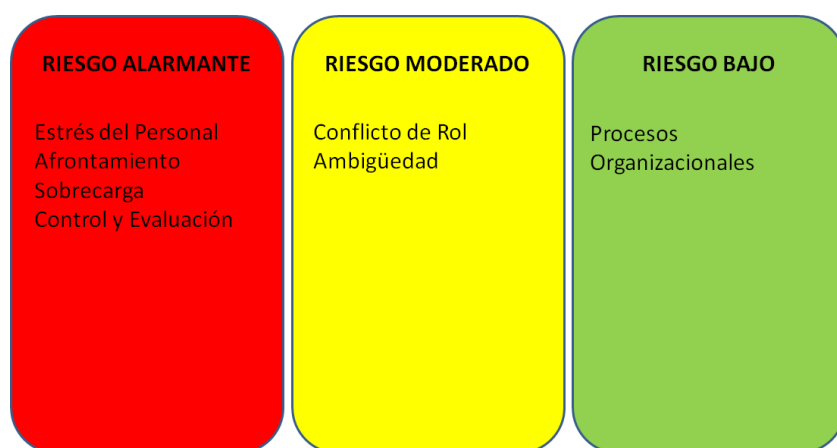 RIESGO ALARMANTE
Estrés del Personal
Afrontamiento
Sobrecarga
Control y Evaluación
RIESGO MODERADO
Conflicto de Rol
Ambigüedad
RIESGO BAJO
Procesos
Organizacionales